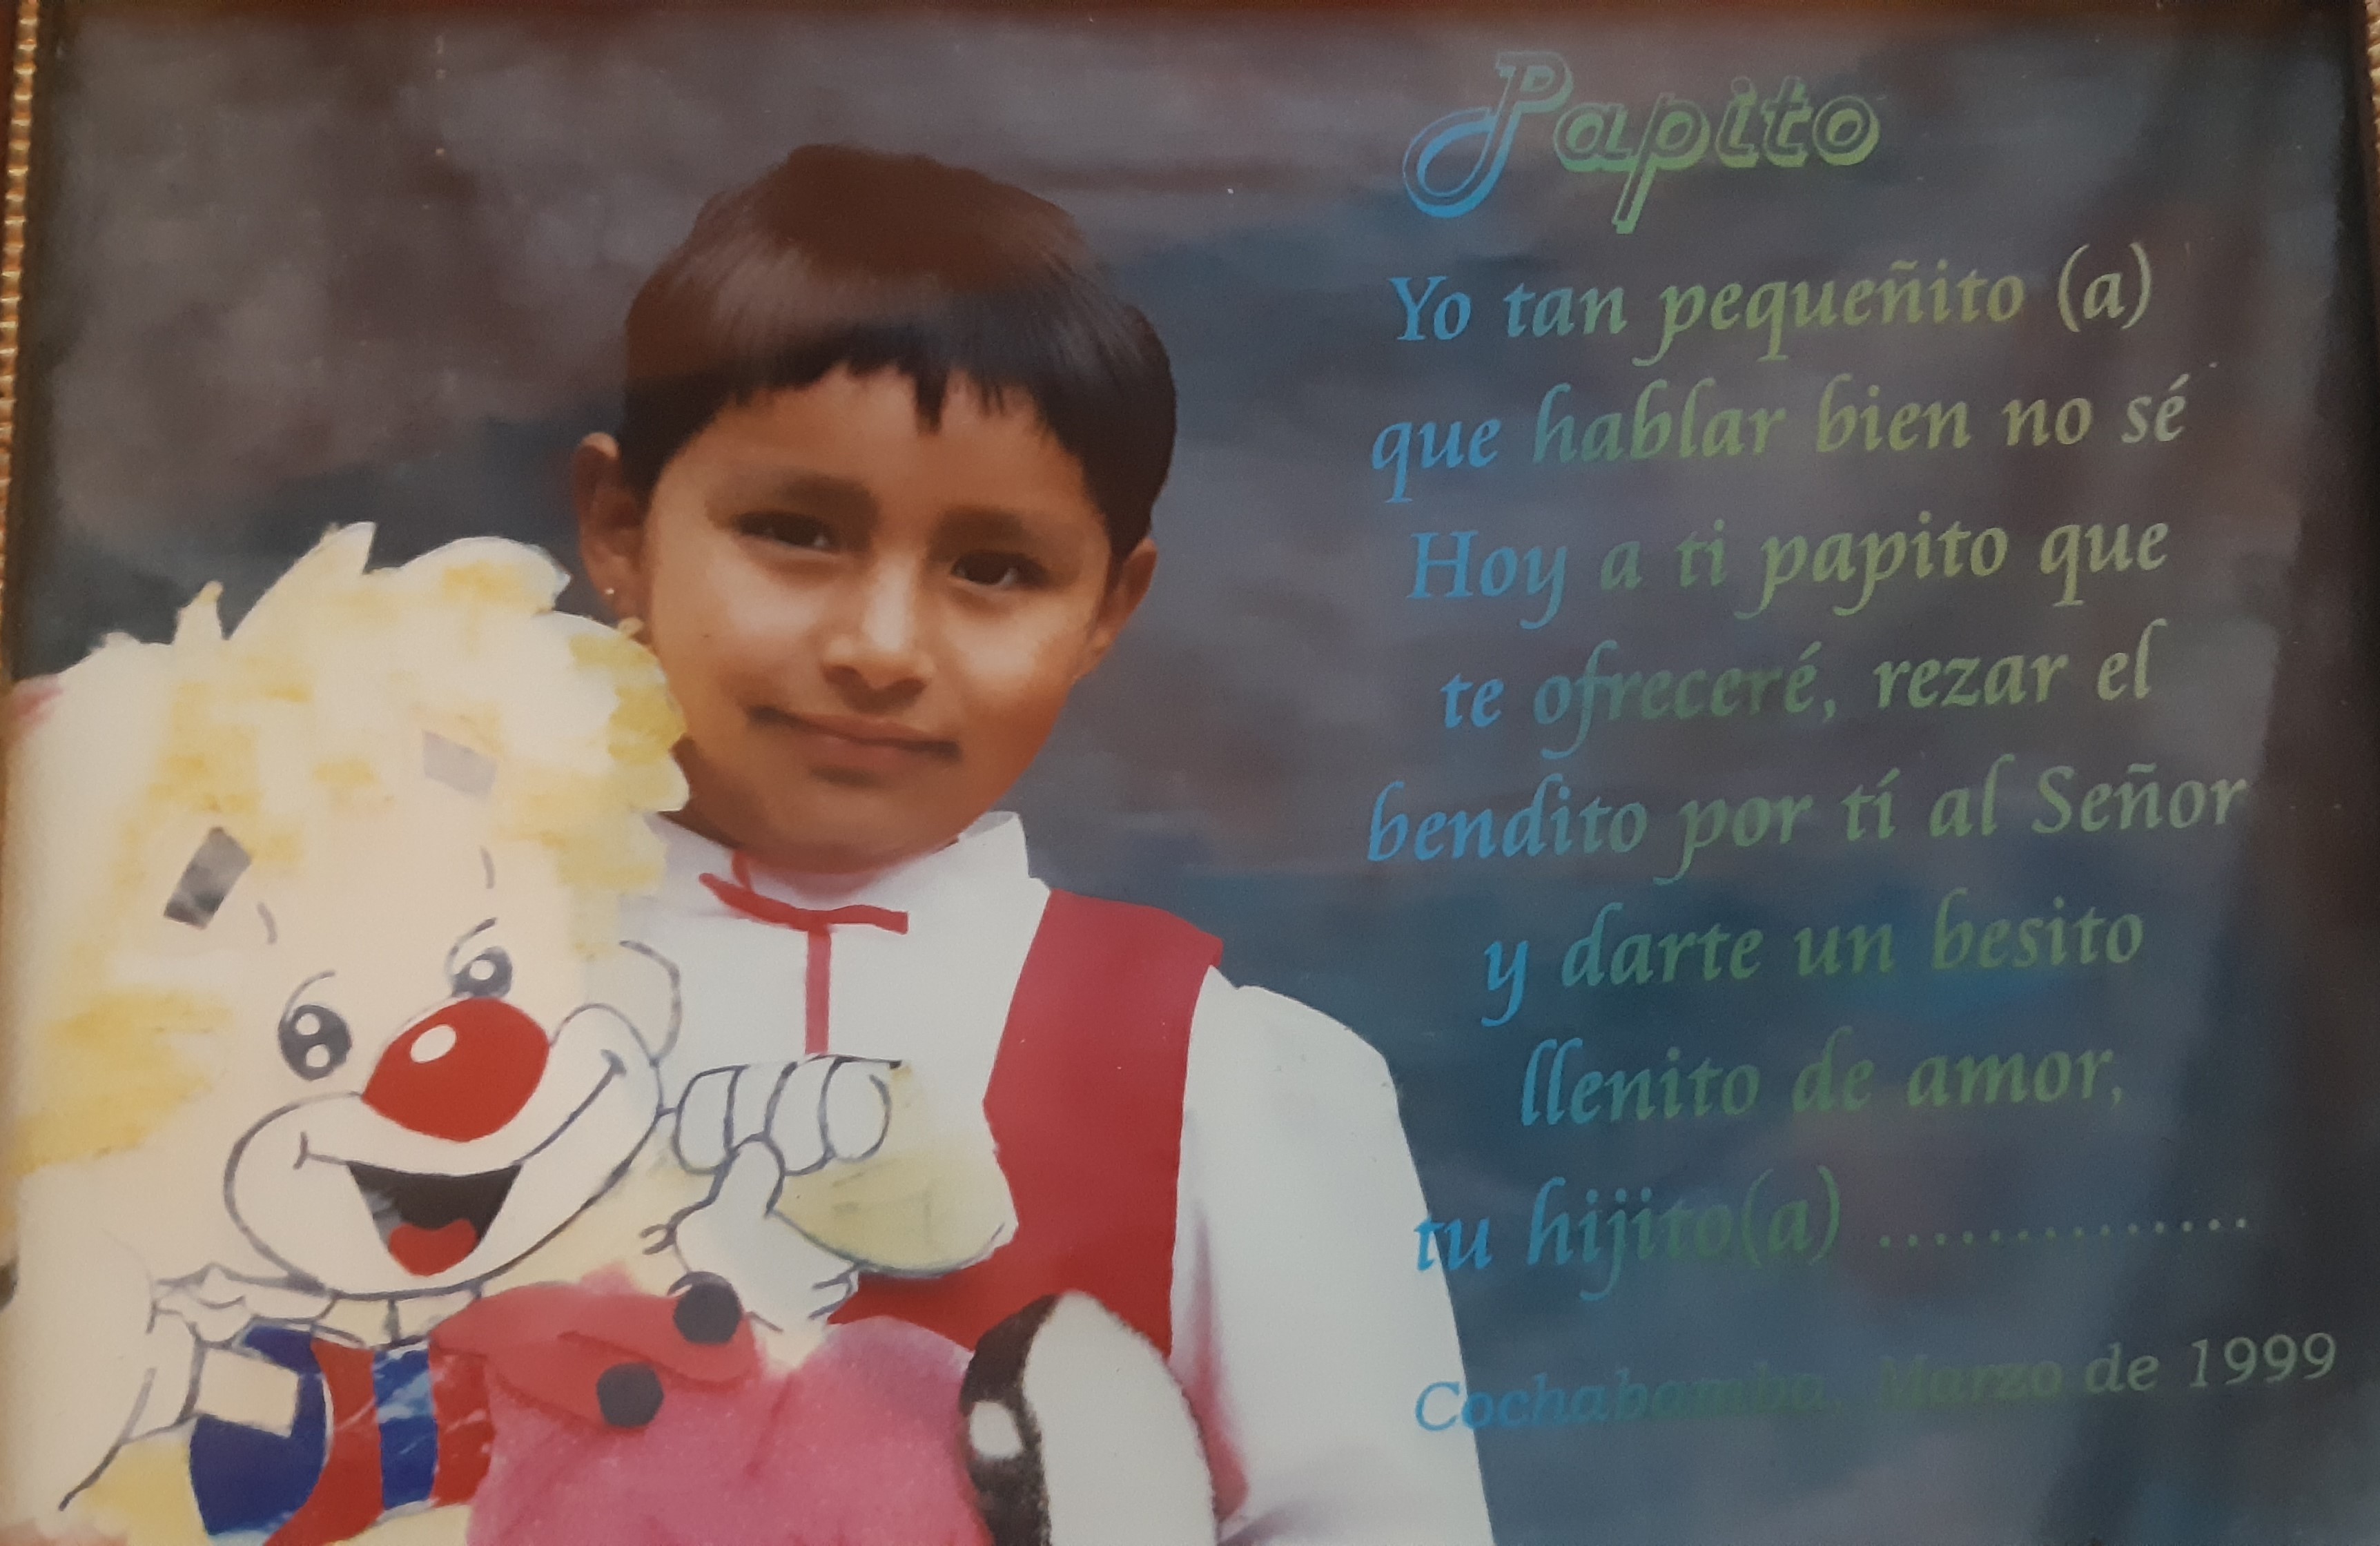 Papito
Yo tan pequeñito (a)
que hablar bien no sé
Hoy a ti papito que
te ofreceré, rezar el
bendito por tí al Señor
y darte un besito
llenito de amor,
tu hijito(a) ...............
Cochabamba, Marzo de 1999